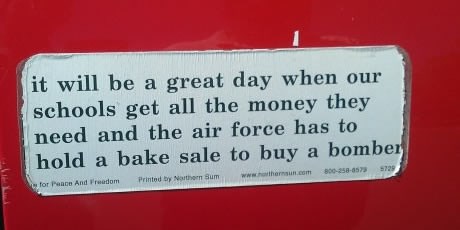 it will be a great day when our
schools get all the money they
need and the air force has to
hold a bake sale to buy a bomber
for Peace And Freedom Printed by Northern Sum www.northernsun.com 800-258-8579 5729